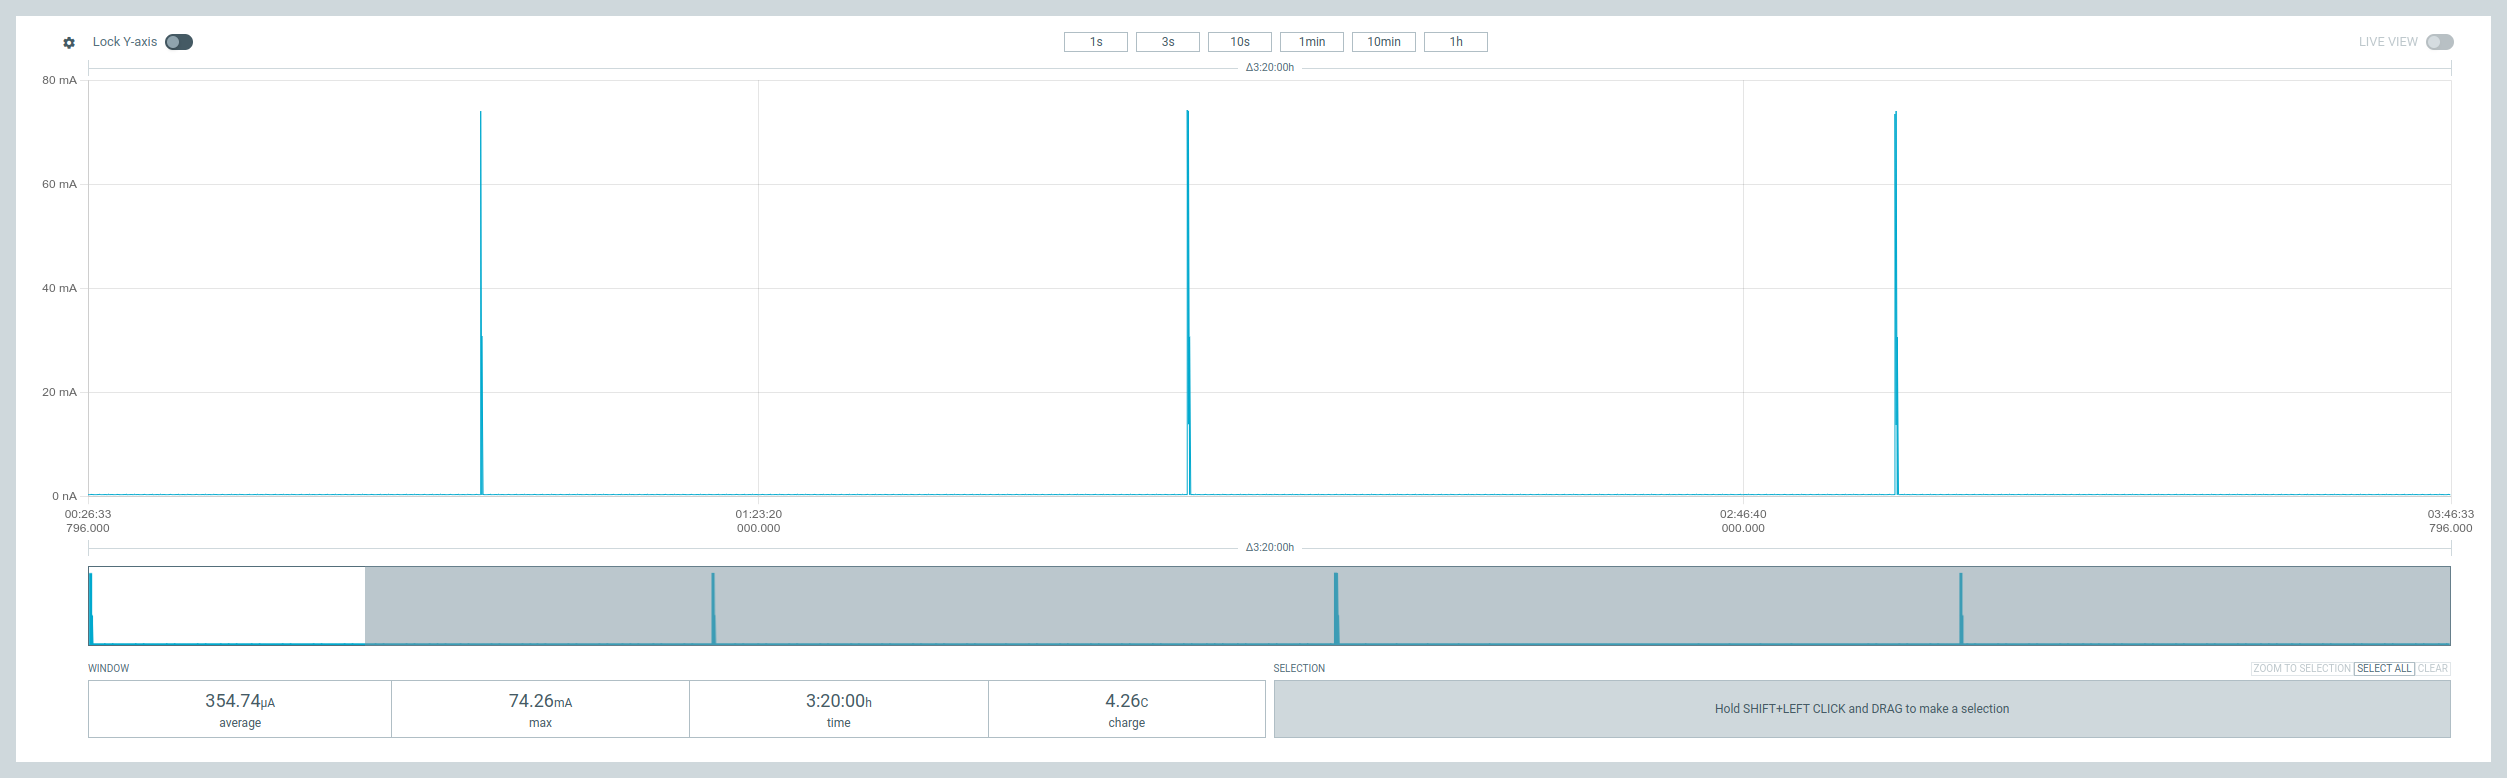 Lock Y-axis
1s
3s
10s
1min
10min
1h
LIVE VIEW
Δ3:20:00h
80 mA
60 mA
40 mA
20 mA
0 nA
00:26:33
796.000
01:23:20
000.000
02:46:40
000.000
03:46:33
796.000
Δ3:20:00h
WINDOW
354.74μA
average
74.26mA
max
3:20:00h
time
4.26C
charge
SELECTION
ZOOM TO SELECTION
SELECT ALL
CLEAR
Hold SHIFT+LEFT CLICK and DRAG to make a selection